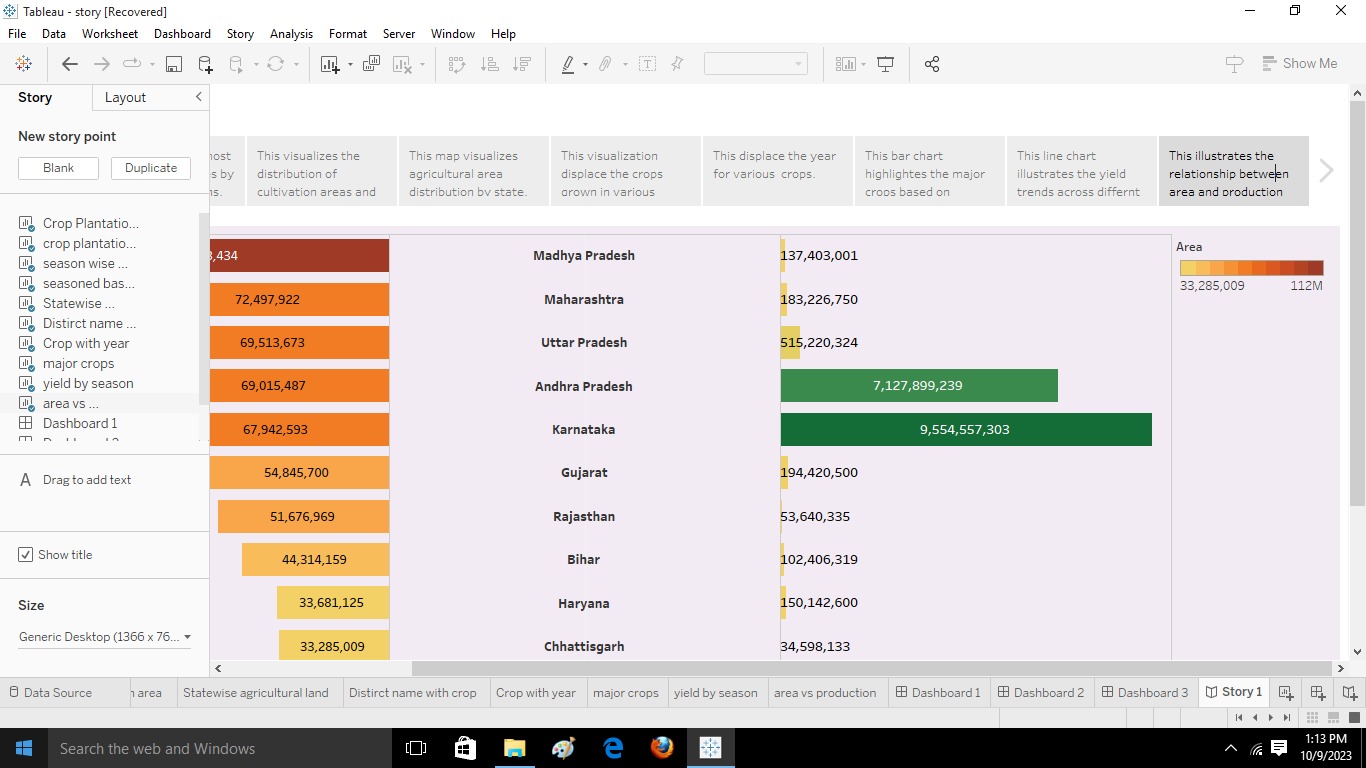 Tableau - story [Recovered]
File Data Worksheet Dashboard Story Analysis Format Server Window Help
Show Me
Story Layout
New story point
Blank Duplicate
Crop Plantatio...
crop plantatio...
season wise ...
seasoned bas...
Statewise ...
Distirct name ...
Crop with year
major crops
yield by season
area vs ...
Dashboard 1
A Drag to add text
Show title
Size
Generic Desktop (1366 x 76...
This visualizes the
distribution of
cultivation areas and
This map visualizes
agricultural area
distribution by state.
This visualization
displace the crops
grown in various
This displace the year
for various crops.
This bar chart
highlightes the major
crops based on
This line chart
illustrates the yield
trends across differnt
This illustrates the
relationship between
area and production
3,434 Madhya Pradesh 137,403,001
72,497,922 Maharashtra 183,226,750
69,513,673 Uttar Pradesh 515,220,324
69,015,487 Andhra Pradesh 7,127,899,239
67,942,593 Karnataka 9,554,557,303
54,845,700 Gujarat 194,420,500
51,676,969 Rajasthan 53,640,335
44,314,159 Bihar 102,406,319
33,681,125 Haryana 150,142,600
33,285,009 Chhattisgarh 34,598,133
Area
33,285,009 112M
Data Source area Statewise agricultural land Distirct name with crop Crop with year major crops yield by season area vs production Dashboard 1 Dashboard 2 Dashboard 3 Story 1
Search the web and Windows
1:13 PM
10/9/2023